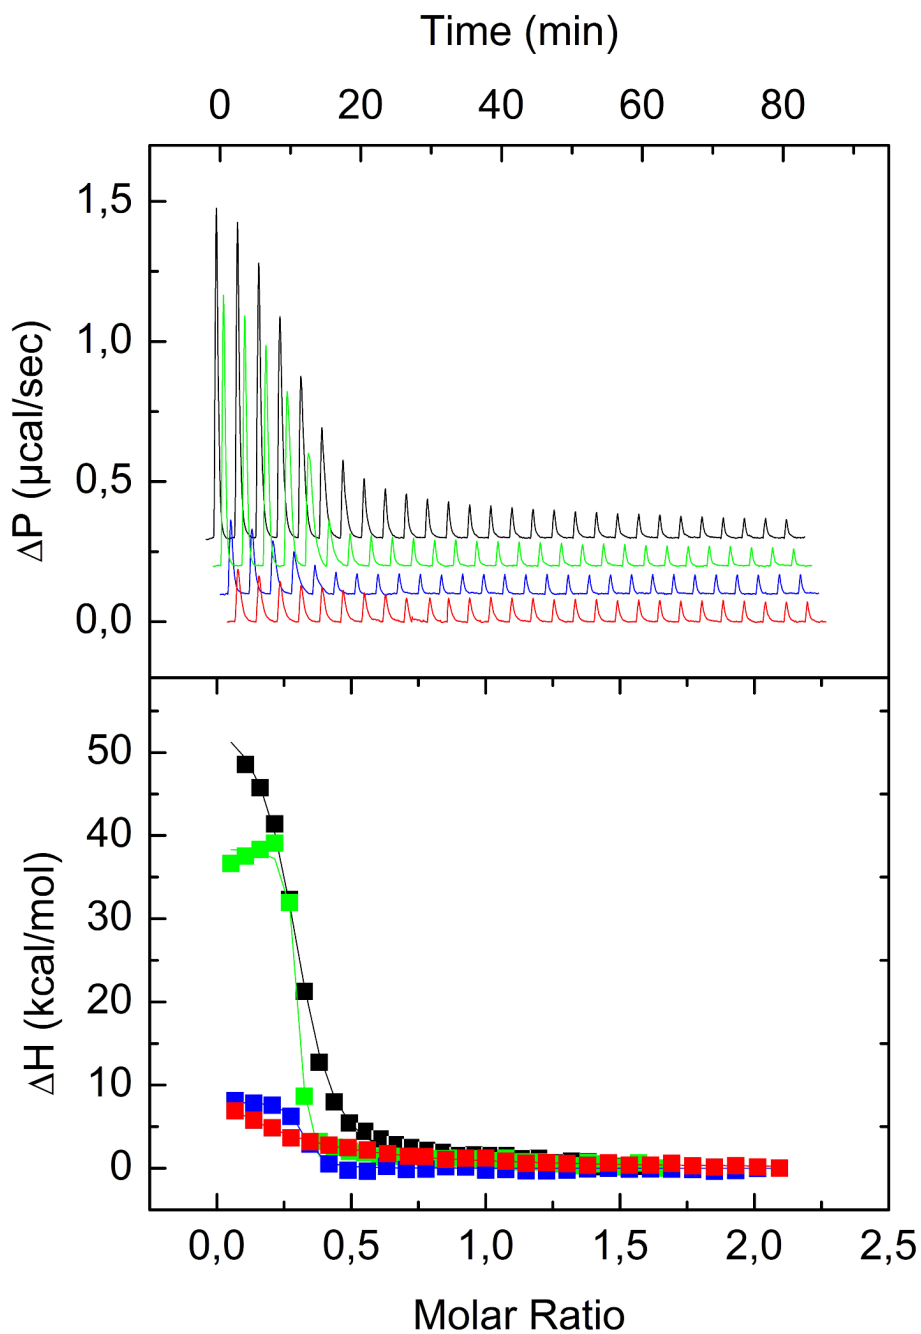 Time (min)
0 20 40 60 80
1,5
1,0
0,5
0,0
ΔP (μcal/sec)
50
40
30
20
10
0
ΔH (kcal/mol)
0,0 0,5 1,0 1,5 2,0 2,5
Molar Ratio